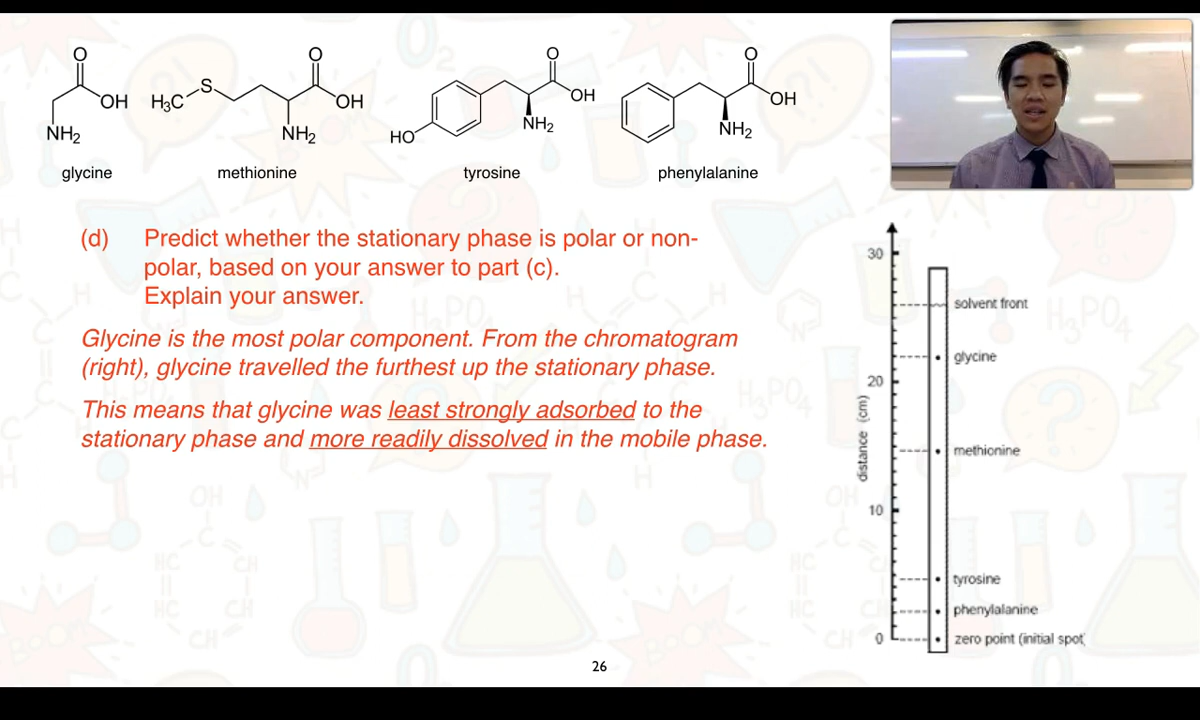 O
OH
NH2
glycine
O
S
H3C
OH
NH2
methionine
O
OH
NH2
HO
tyrosine
O
OH
NH2
phenylalanine
(d) Predict whether the stationary phase is polar or non-
polar, based on your answer to part (c).
Explain your answer.
Glycine is the most polar component. From the chromatogram
(right), glycine travelled the furthest up the stationary phase.
This means that glycine was least strongly adsorbed to the
stationary phase and more readily dissolved in the mobile phase.
30
solvent front
glycine
20
distance (cm)
methionine
10
tyrosine
phenylalanine
0
zero point (initial spot)
26